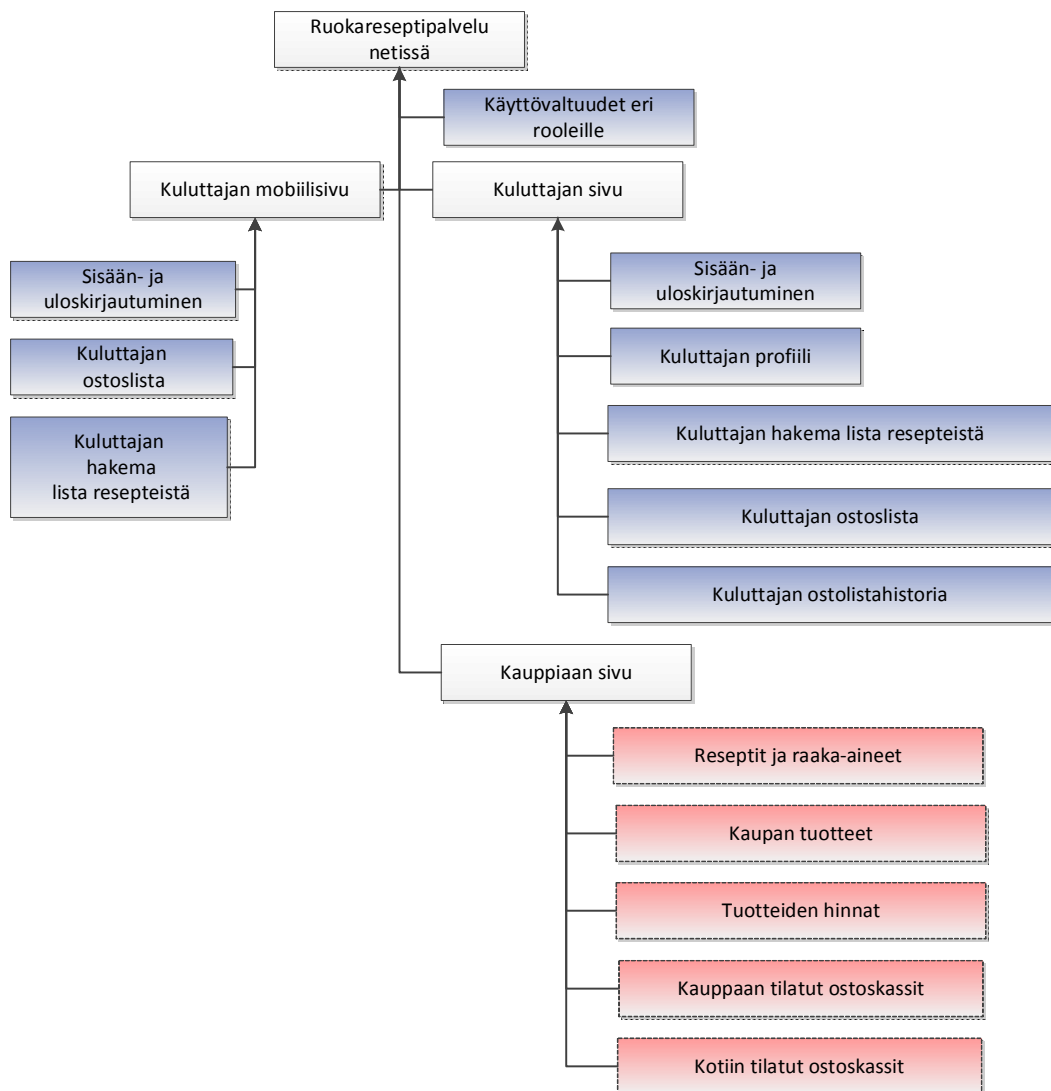 Ruokareseptipalvelu
netissä
Käyttövaltuudet eri
rooleille
Kuluttajan mobiilisivu
Kuluttajan sivu
Sisään- ja
uloskirjautuminen
Kuluttajan
ostoslista
Kuluttajan
hakema
lista resepteistä
Sisään- ja
uloskirjautuminen
Kuluttajan profiili
Kuluttajan hakema lista resepteistä
Kuluttajan ostoslista
Kuluttajan ostolistahistoria
Kauppiaan sivu
Reseptit ja raaka-aineet
Kaupan tuotteet
Tuotteiden hinnat
Kauppaan tilatut ostoskassit
Kotiin tilatut ostoskassit